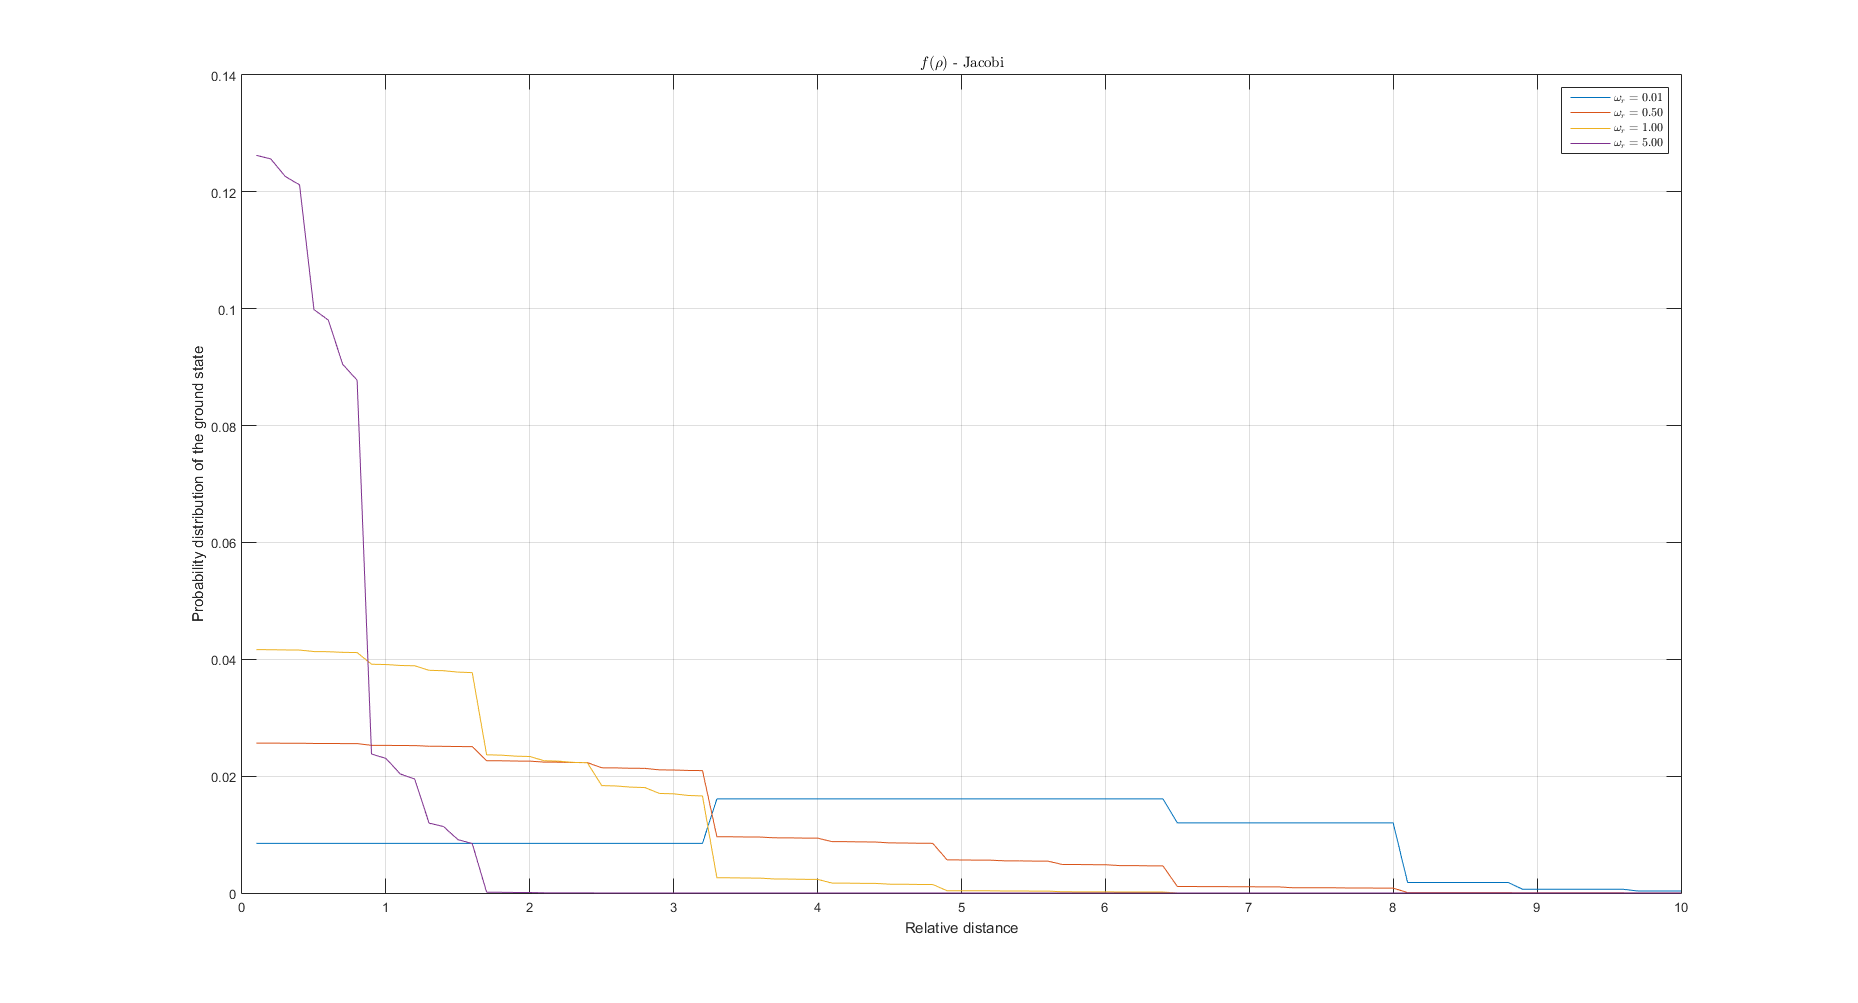 f(ρ) - Jacobi
ω_r = 0.01
ω_r = 0.50
ω_r = 1.00
ω_r = 5.00
Probability distribution of the ground state
0.14
0.12
0.1
0.08
0.06
0.04
0.02
0
0 1 2 3 4 5 6 7 8 9 10
Relative distance